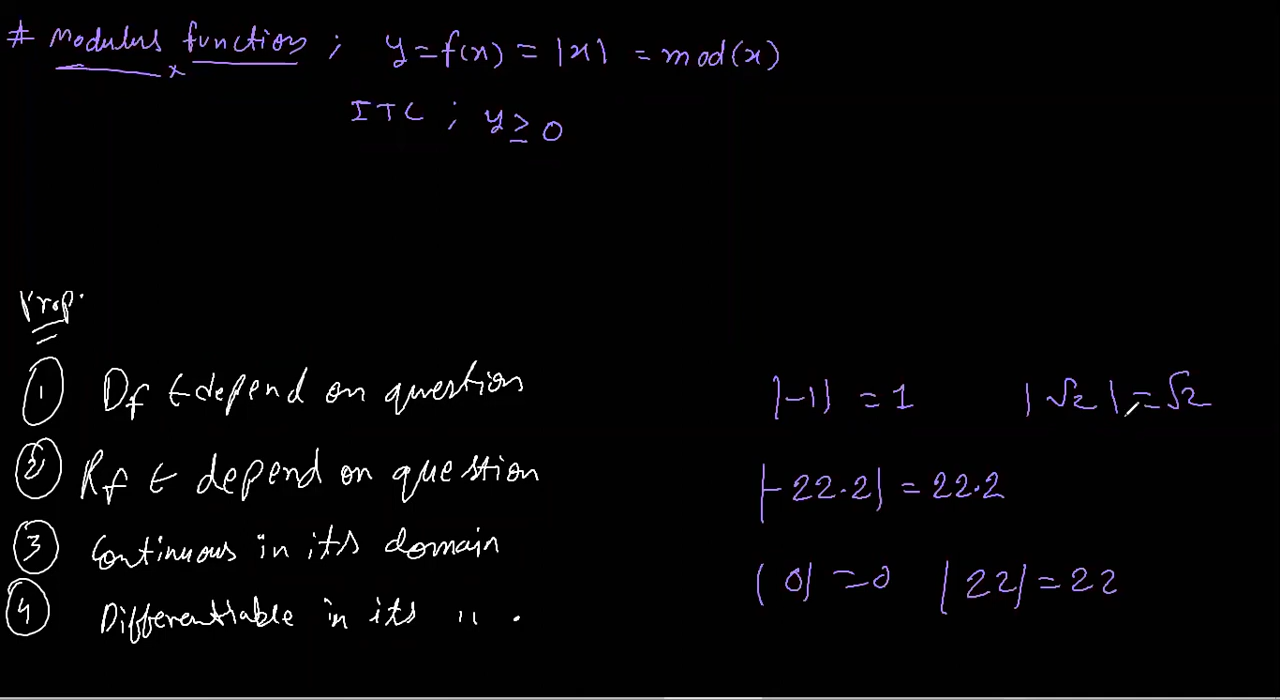 # Modulus function ; y = f(x) = |x| = mod(x)
x
ITC ; y ≥ 0
Prop.
① Df ∈ depend on question
② Rf ∈ depend on question
③ Continuous in its domain
④ Differentiable in its " .
|-1| = 1 |√2| = √2
|-22.2| = 22.2
|0| = 0 |22| = 22